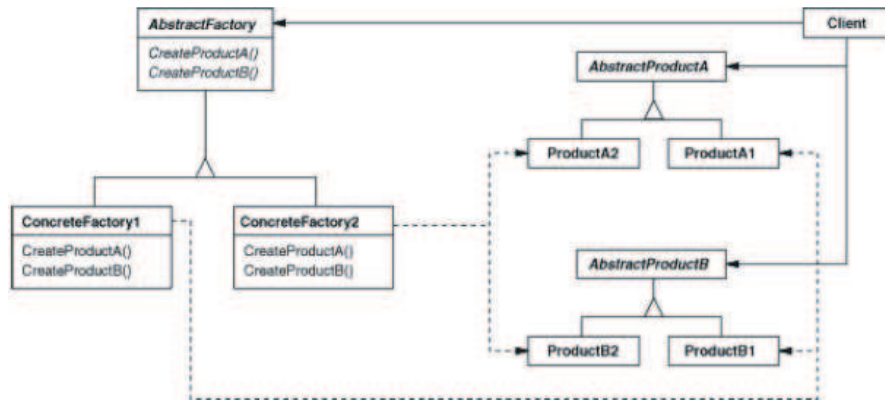 AbstractFactory
CreateProductA()
CreateProductB()
Client
AbstractProductA
ProductA2
ProductA1
ConcreteFactory1
CreateProductA()
CreateProductB()
ConcreteFactory2
CreateProductA()
CreateProductB()
AbstractProductB
ProductB2
ProductB1